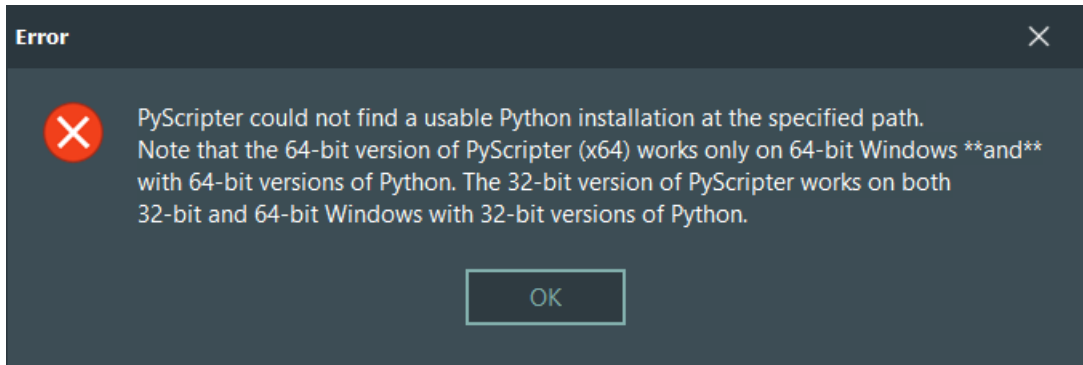 Error
PyScripter could not find a usable Python installation at the specified path.
Note that the 64-bit version of PyScripter (x64) works only on 64-bit Windows **and**
with 64-bit versions of Python. The 32-bit version of PyScripter works on both
32-bit and 64-bit Windows with 32-bit versions of Python.
OK